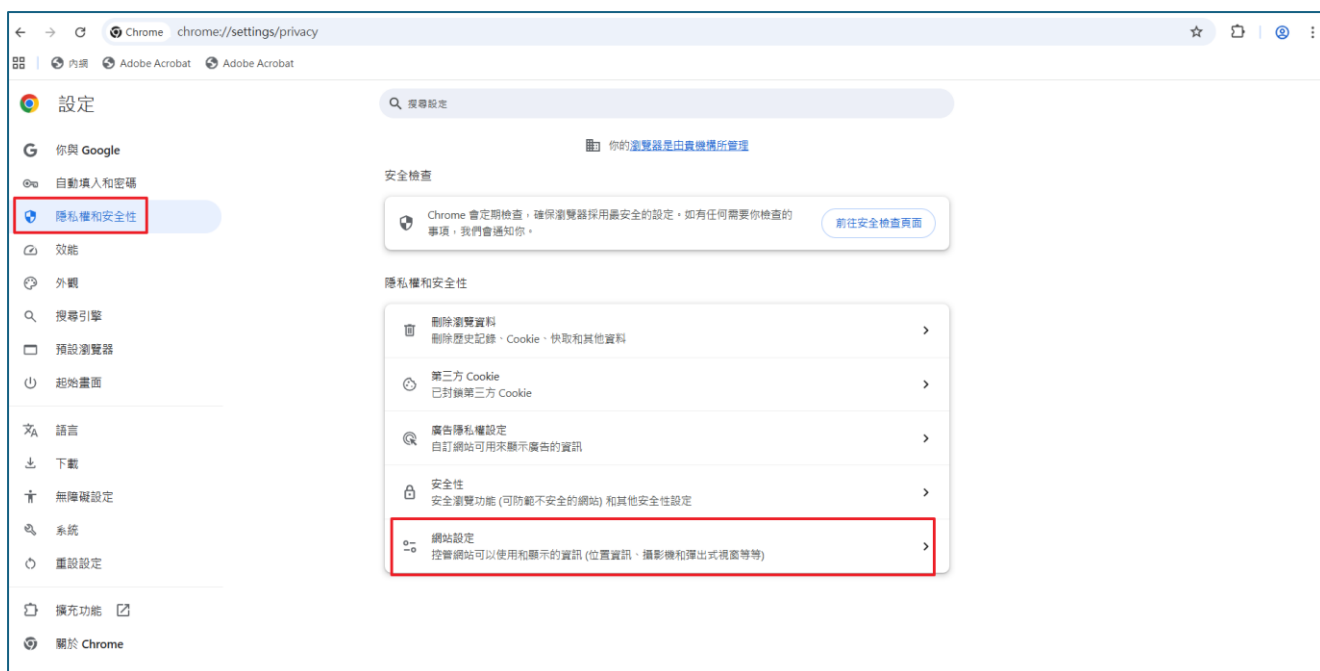 Chrome chrome://settings/privacy
內網 Adobe Acrobat Adobe Acrobat
設定
搜尋設定
你與 Google
自動填入和密碼
隱私權和安全性
效能
外觀
搜尋引擎
預設瀏覽器
起始畫面
語言
下載
無障礙設定
系統
重設設定
擴充功能
關於 Chrome
你的瀏覽器是由貴機構所管理
安全檢查
Chrome 會定期檢查，確保瀏覽器採用最安全的設定。如有任何需要你檢查的
事項，我們會通知你。
前往安全檢查頁面
隱私權和安全性
刪除瀏覽資料
刪除歷史記錄、Cookie、快取和其他資料
第三方 Cookie
已封鎖第三方 Cookie
廣告隱私權設定
自訂網站可用來顯示廣告的資訊
安全性
安全瀏覽功能 (可防範不安全的網站) 和其他安全性設定
網站設定
控管網站可以使用和顯示的資訊 (位置資訊、攝影機和彈出式視窗等等)